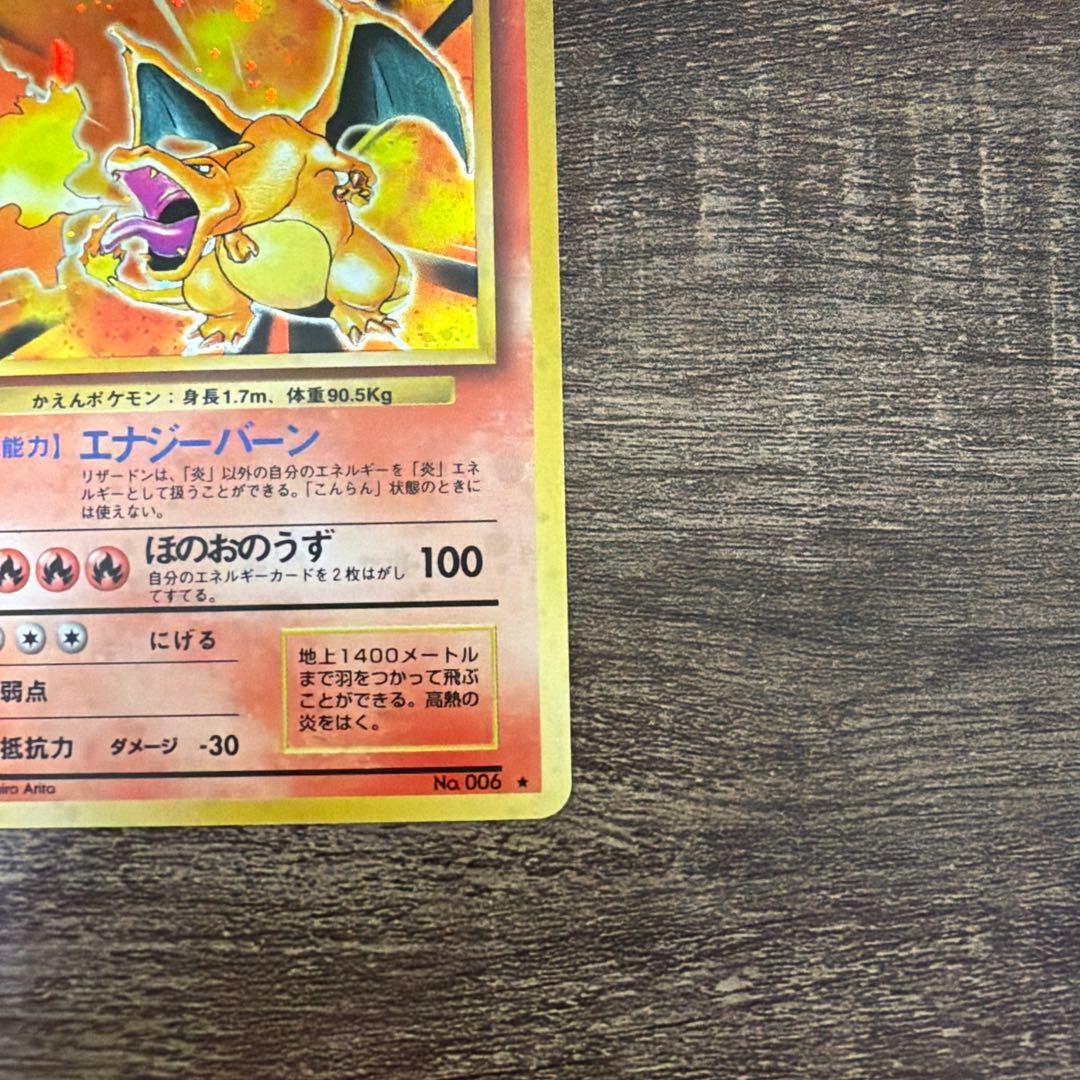 かえんポケモン：身長1.7m、体重90.5Kg
能力】エナジーバーン
リザードンは、「炎」以外の自分のエネルギーを「炎」エネ
ルギーとして扱うことができる。「こんらん」状態のときに
は使えない。
ほのおのうず 100
自分のエネルギーカードを2枚はがし
てすてる。
にげる
弱点
抵抗力 ダメージ -30
地上1400メートル
まで羽をつかって飛ぶ
ことができる。高熱の
炎をはく。
Arita
No. 006 ★